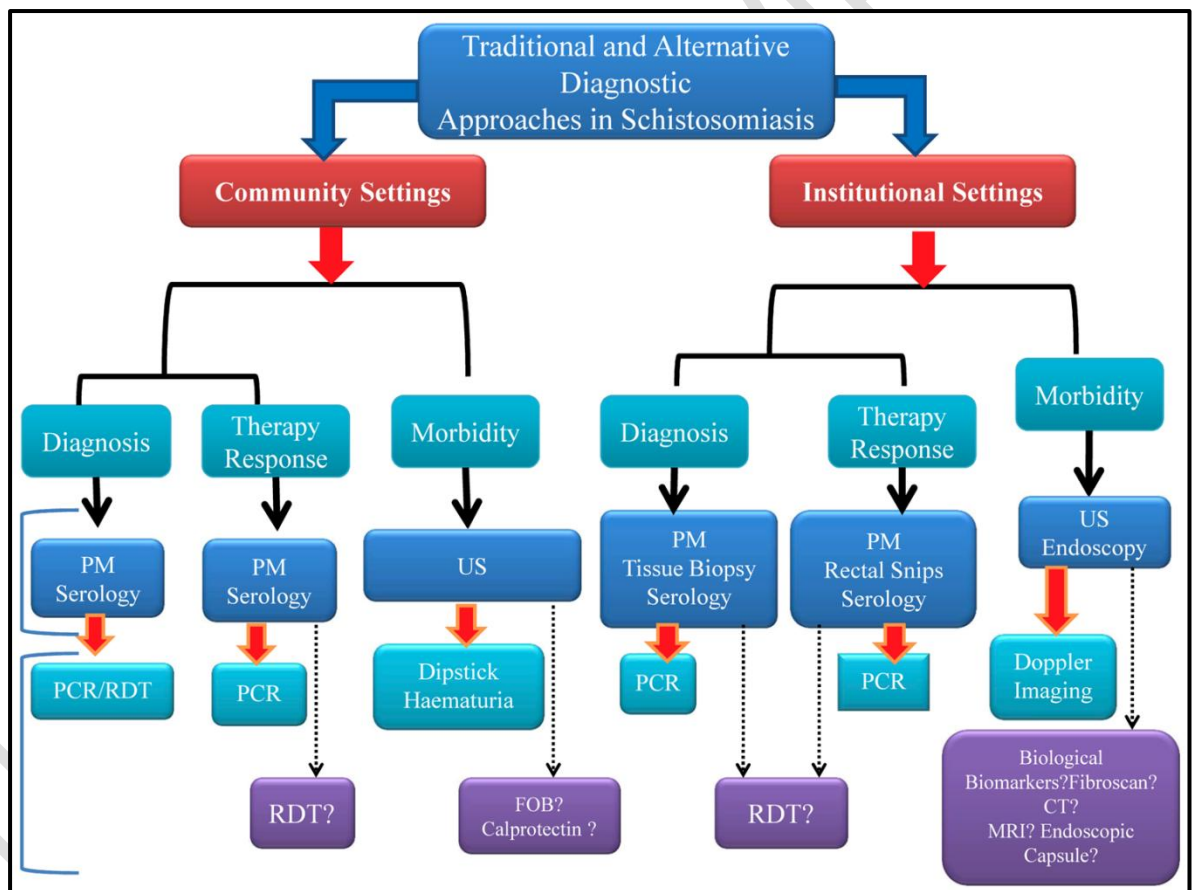 Traditional and Alternative
Diagnostic
Approaches in Schistosomiasis
Community Settings
Institutional Settings
Diagnosis
Therapy
Response
Morbidity
Diagnosis
Therapy
Response
Morbidity
PM
Serology
PM
Serology
US
PM
Tissue Biopsy
Serology
PM
Rectal Snips
Serology
US
Endoscopy
PCR/RDT
PCR
Dipstick
Haematuria
PCR
PCR
Doppler
Imaging
RDT?
FOB?
Calprotectin ?
RDT?
Biological
Biomarkers?Fibroscan?
CT?
MRI? Endoscopic
Capsule?